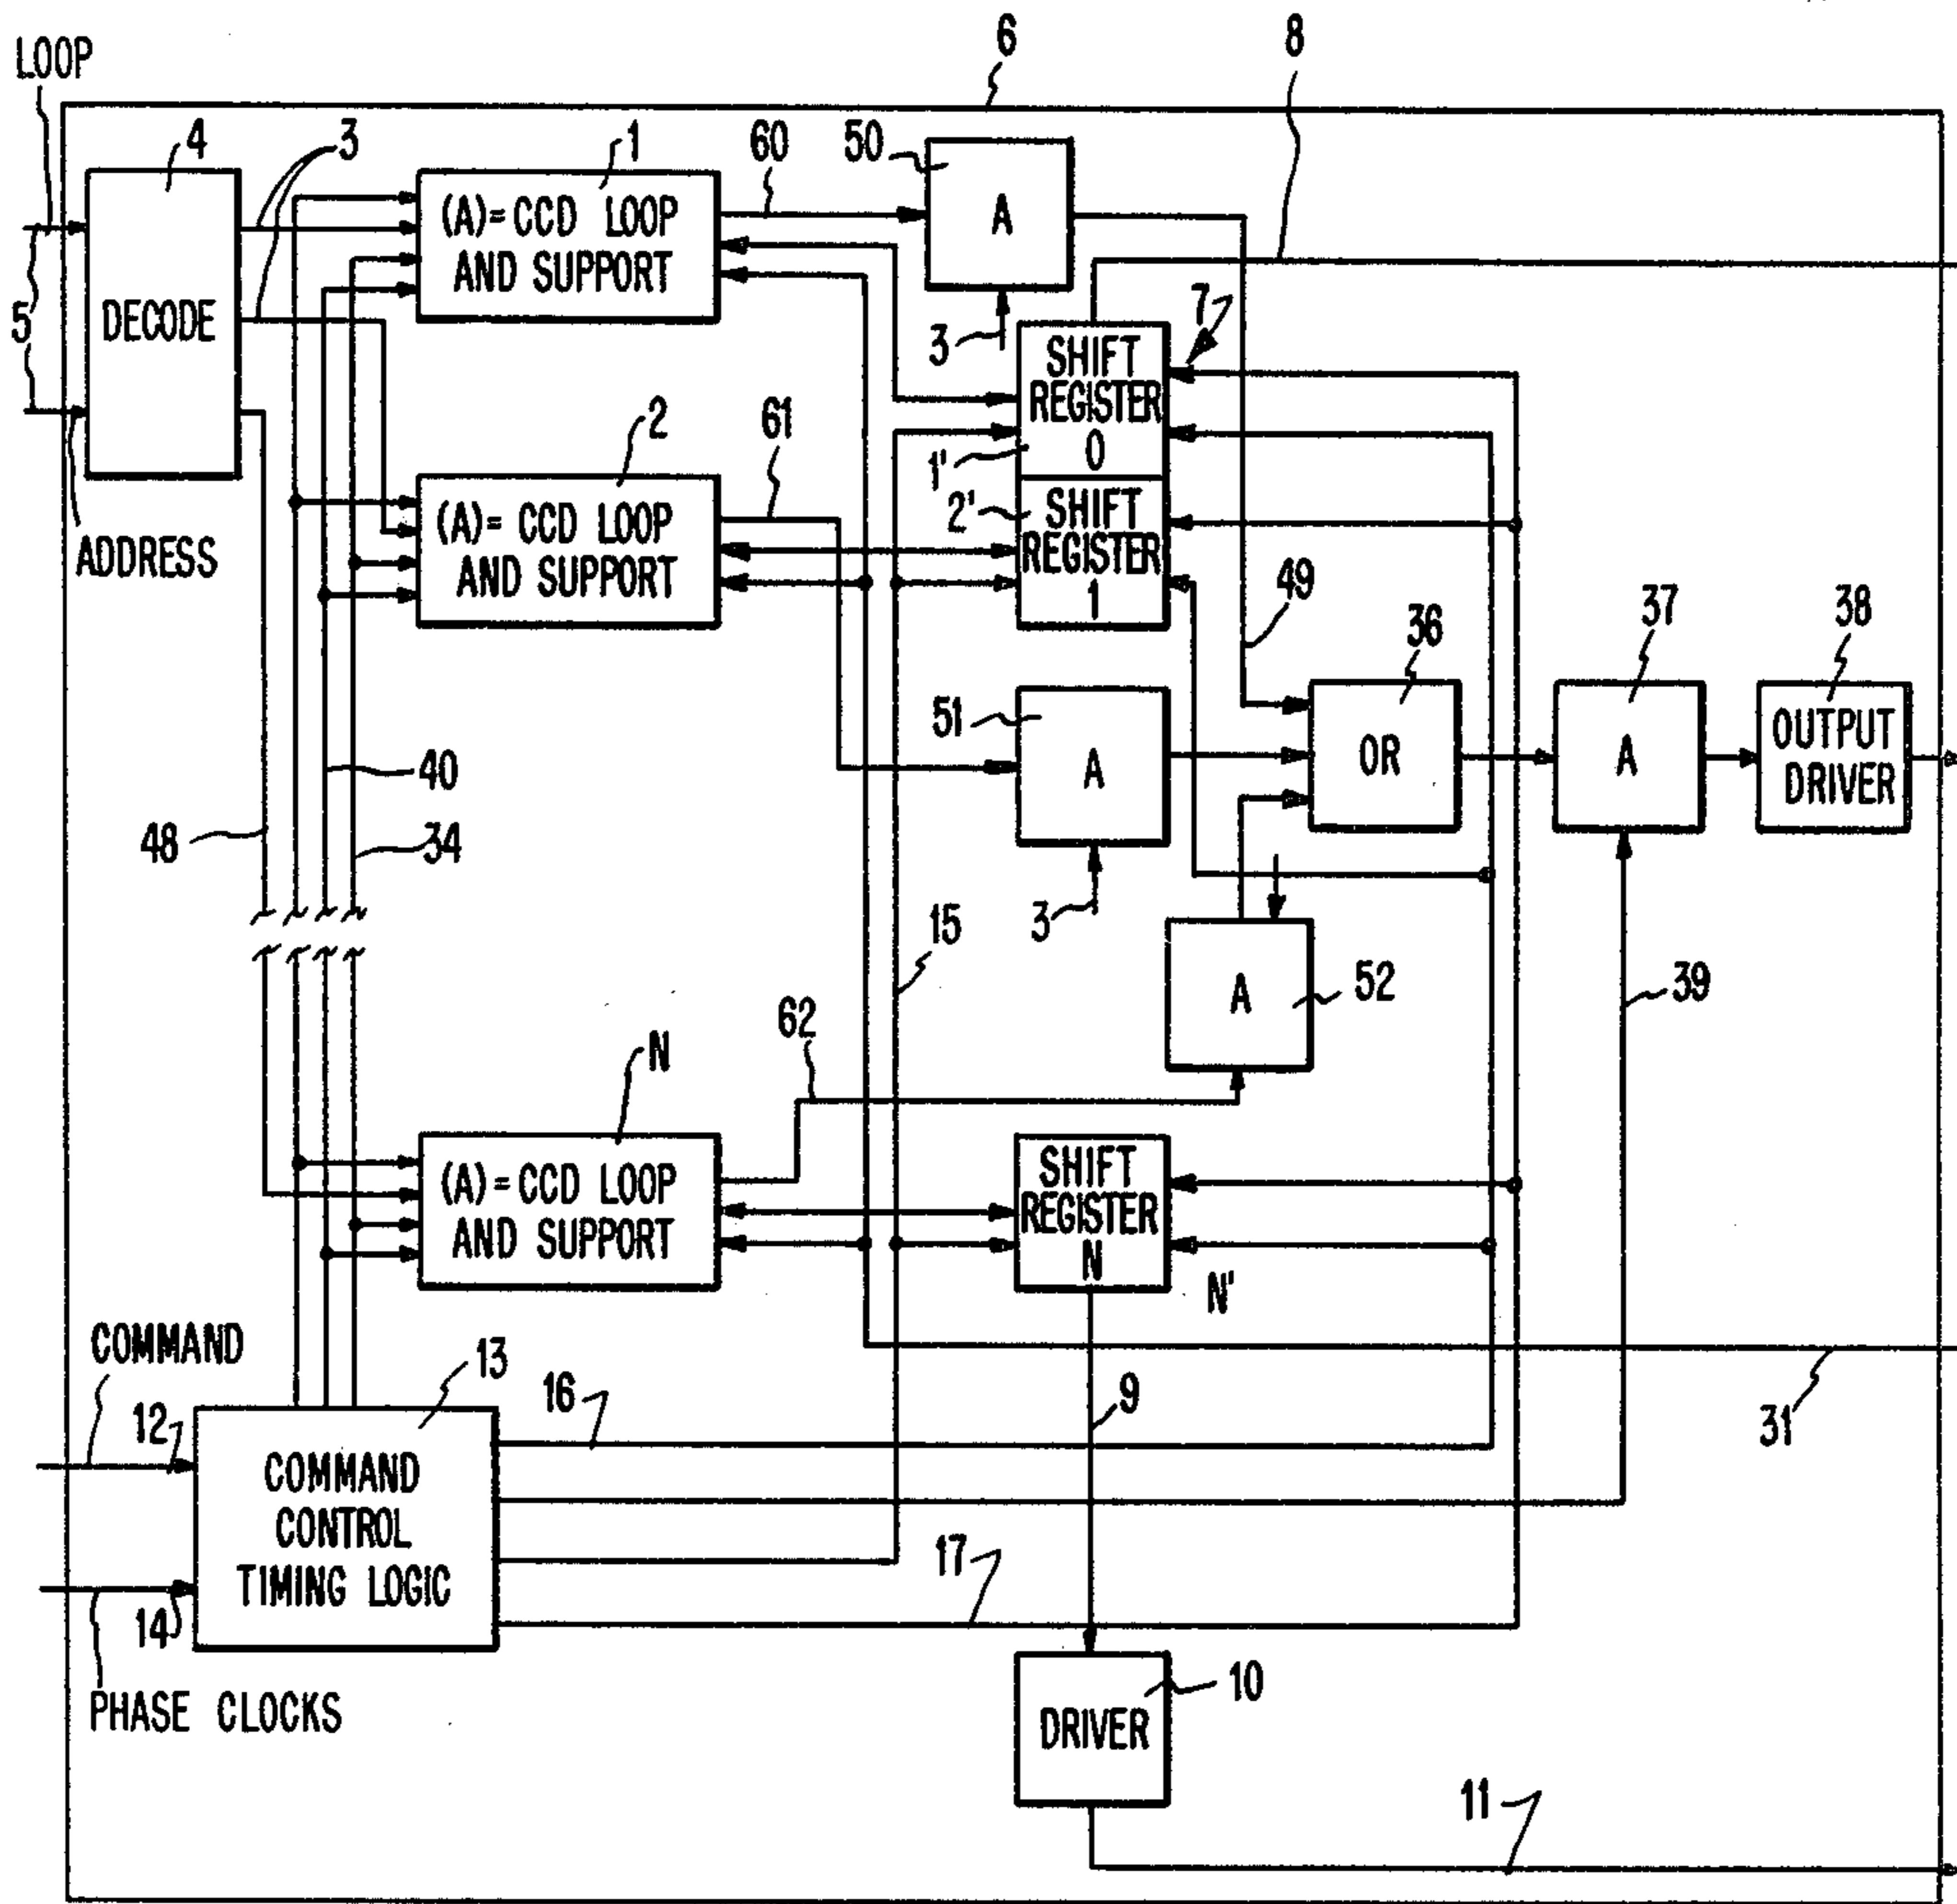 6
8
LOOP
4
3
1
60
50
A
(A)=CCD LOOP
AND SUPPORT
5
DECODE
3
7
SHIFT
REGISTER
0
1'
2
61
(A)= CCD LOOP
AND SUPPORT
2'
SHIFT
REGISTER
1
ADDRESS
49
36
37
38
51
A
OR
A
OUTPUT
DRIVER
40
48
34
3
15
A
52
39
62
N
(A)=CCD LOOP
AND SUPPORT
SHIFT
REGISTER
N
N'
COMMAND
13
16
9
31
12
COMMAND
CONTROL
TIMING LOGIC
17
14
PHASE CLOCKS
10
DRIVER
11